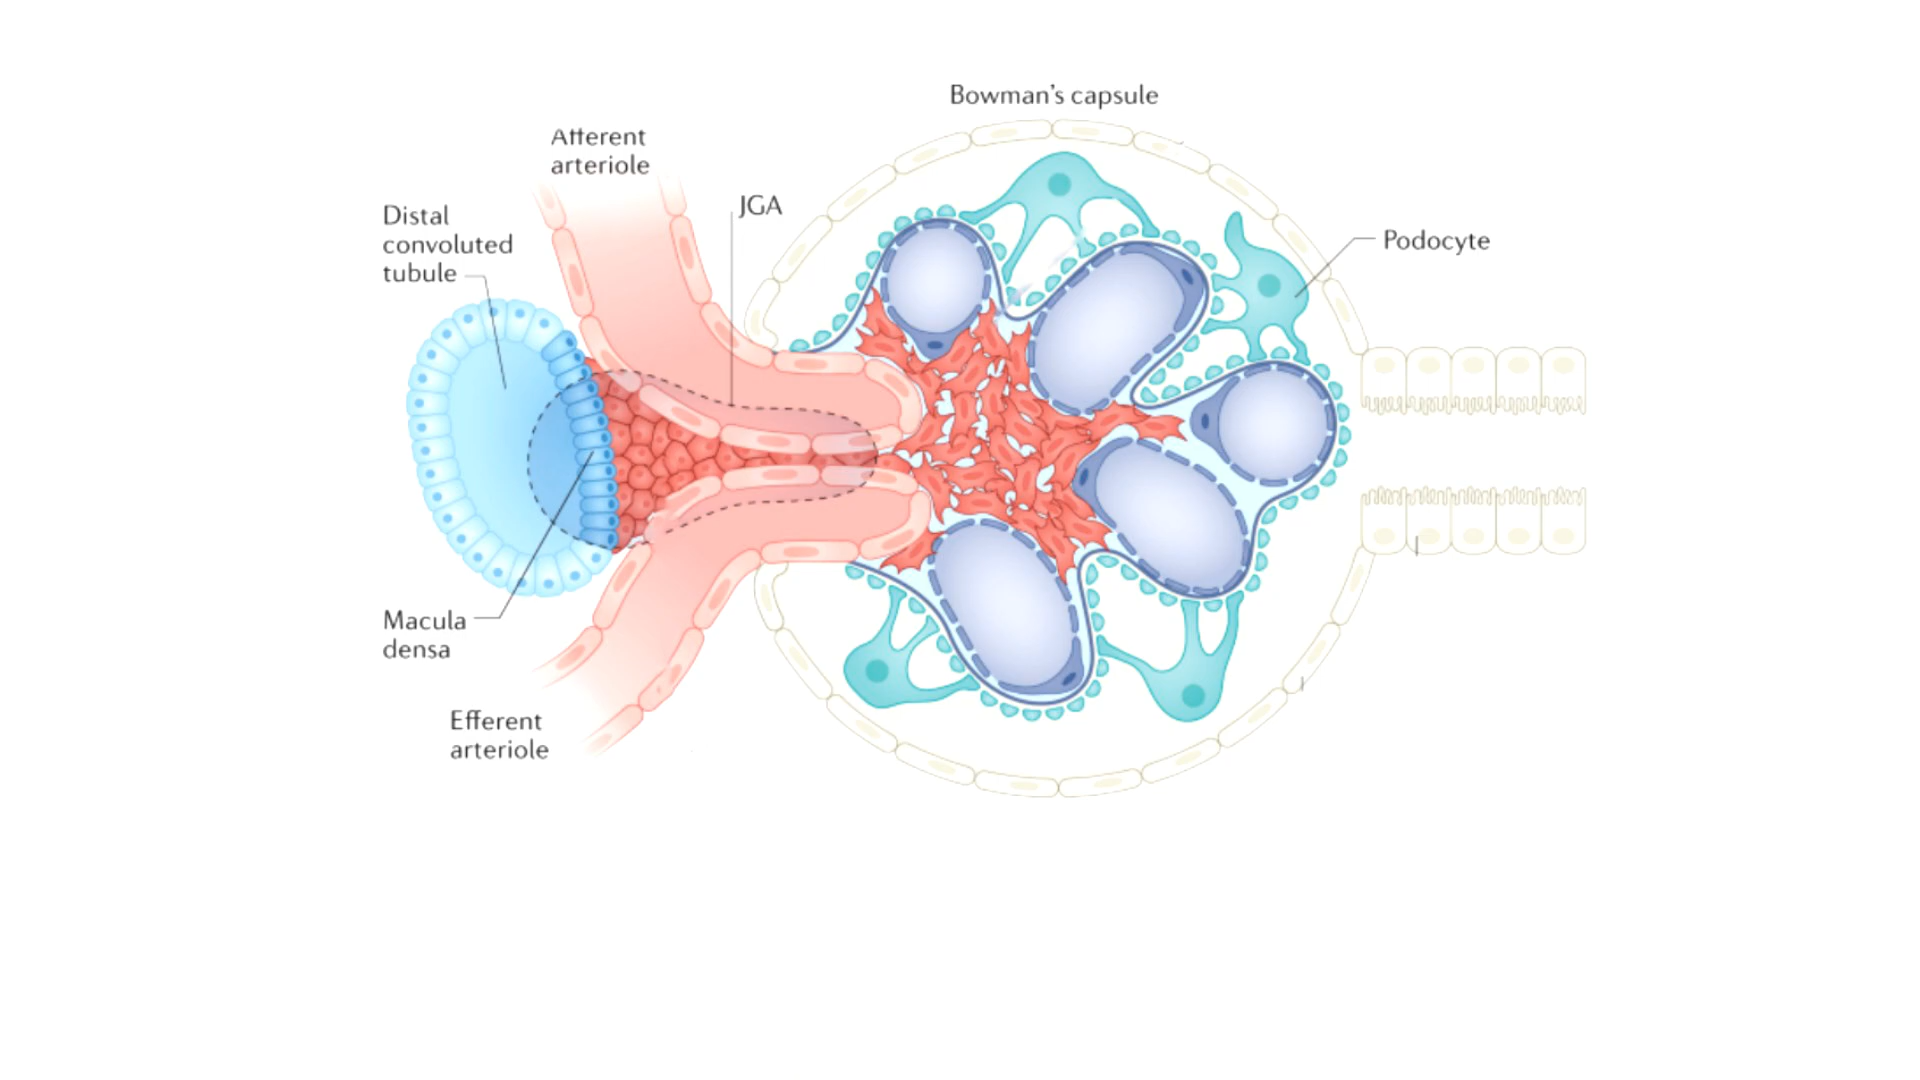 Bowman's capsule
Afferent
arteriole
JGA
Distal
convoluted
tubule
Podocyte
Macula
densa
Efferent
arteriole